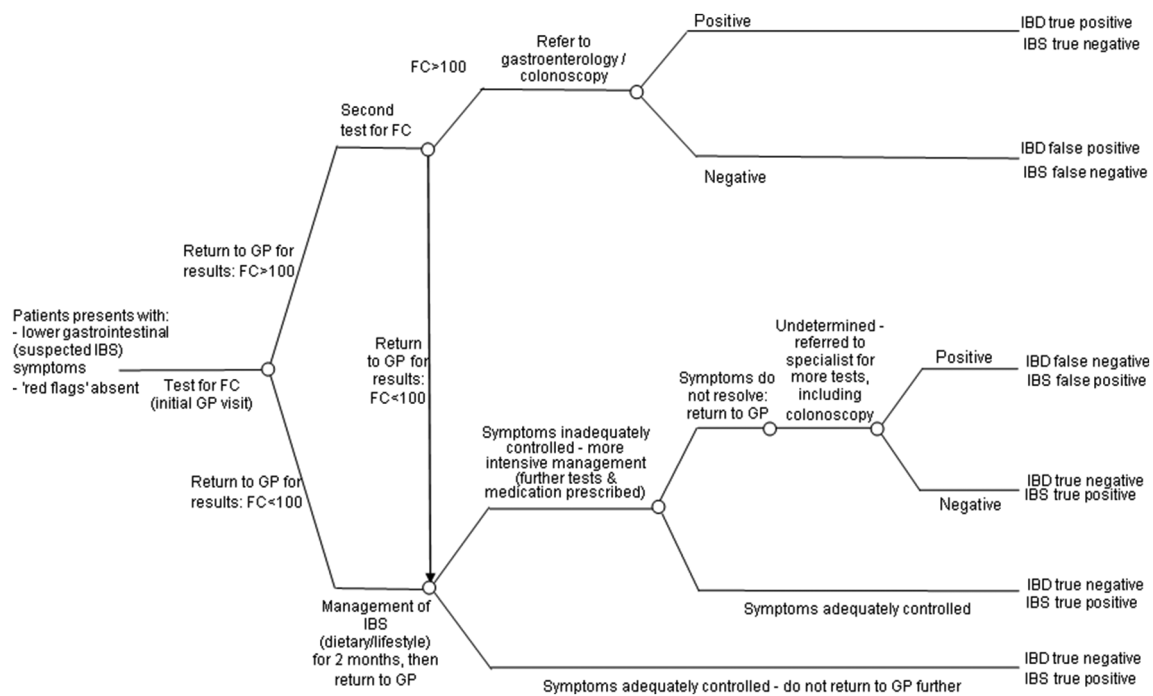 Positive
IBD true positive
IBS true negative
Refer to
gastroenterology /
colonoscopy
FC>100
Second
test for FC
IBD false positive
IBS false negative
Negative
Return to GP for
results: FC>100
Patients presents with:
- lower gastrointestinal
(suspected IBS)
symptoms
- 'red flags' absent
Test for FC
(initial GP visit)
Return
to GP for
results:
FC<100
Undetermined -
referred to
specialist for
more tests,
including
colonoscopy
Positive
IBD false negative
IBS false positive
Symptoms do
not resolve:
return to GP
Symptoms inadequately
controlled - more
intensive management
(further tests &
medication prescribed)
Return to GP for
results: FC<100
IBD true negative
IBS true positive
Negative
IBD true negative
IBS true positive
Symptoms adequately controlled
Management of
IBS
(dietary/lifestyle)
for 2 months, then
return to GP
IBD true negative
IBS true positive
Symptoms adequately controlled - do not return to GP further